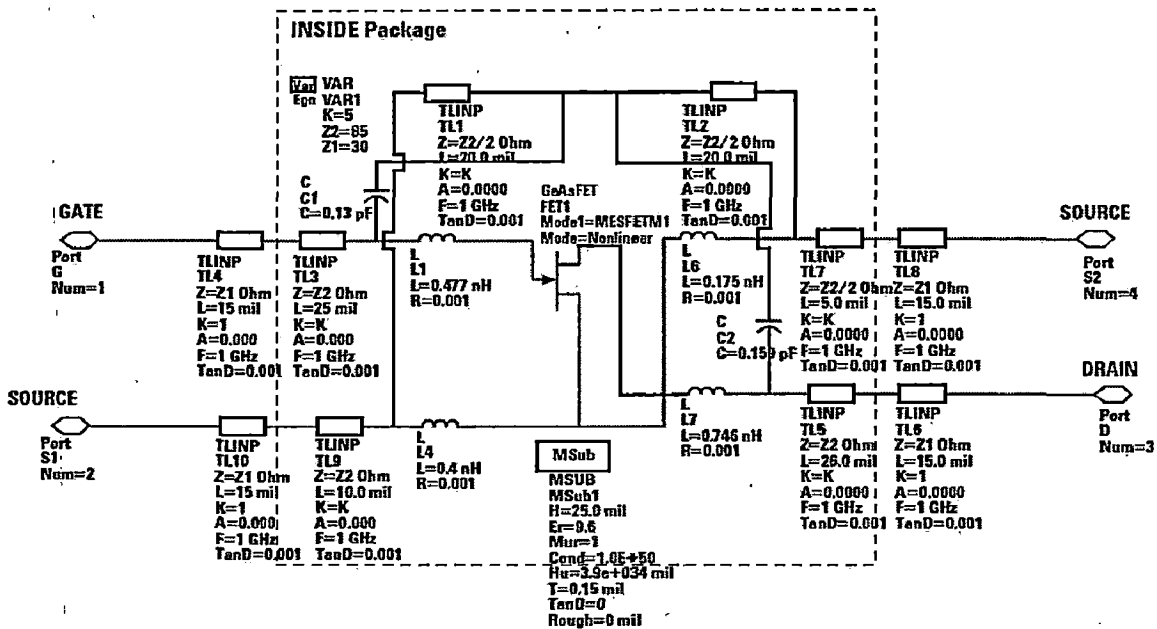 INSIDE Package
Var VAR
Eqn VAR1
K=5
Z2=85
Z1=30
TLINP
TL1
Z=Z2/2 Ohm
L=20.0 mil
K=K
A=0.0000
F=1 GHz
TanD=0.001
TLINP
TL2
Z=Z2/2 Ohm
L=20.0 mil
K=K
A=0.0000
F=1 GHz
TanD=0.001
C
C1
C=0.13 pF
GaAsFET
FET1
Mode1=MESFETM1
Mode=Nonlinear
GATE
Port
G
Num=1
TLINP
TL4
Z=Z1 Ohm
L=15 mil
K=1
A=0.000
F=1 GHz
TanD=0.001
TLINP
TL3
Z=Z2 Ohm
L=25 mil
K=K
A=0.000
F=1 GHz
TanD=0.001
L
L1
L=0.477 nH
R=0.001
L
L6
L=0.175 nH
R=0.001
TLINP
TL7
Z=Z2/2 Ohm
L=5.0 mil
K=K
A=0.0000
F=1 GHz
TanD=0.001
TLINP
TL8
Z=Z1 Ohm
L=15.0 mil
K=1
A=0.0000
F=1 GHz
TanD=0.001
SOURCE
Port
S2
Num=4
C
C2
C=0.159 pF
SOURCE
Port
S1
Num=2
TLINP
TL10
Z=Z1 Ohm
L=15 mil
K=1
A=0.000
F=1 GHz
TanD=0.001
TLINP
TL9
Z=Z2 Ohm
L=10.0 mil
K=K
A=0.000
F=1 GHz
TanD=0.001
L
L4
L=0.4 nH
R=0.001
MSub
MSUB
MSub1
H=25.0 mil
Er=9.6
Mur=1
Cond=1.0E+50
Hu=3.9e+034 mil
T=0.15 mil
TanD=0
Rough=0 mil
L
L7
L=0.746 nH
R=0.001
TLINP
TL5
Z=Z2 Ohm
L=26.0 mil
K=K
A=0.0000
F=1 GHz
TanD=0.001
TLINP
TL6
Z=Z1 Ohm
L=15.0 mil
K=1
A=0.0000
F=1 GHz
TanD=0.001
DRAIN
Port
D
Num=3